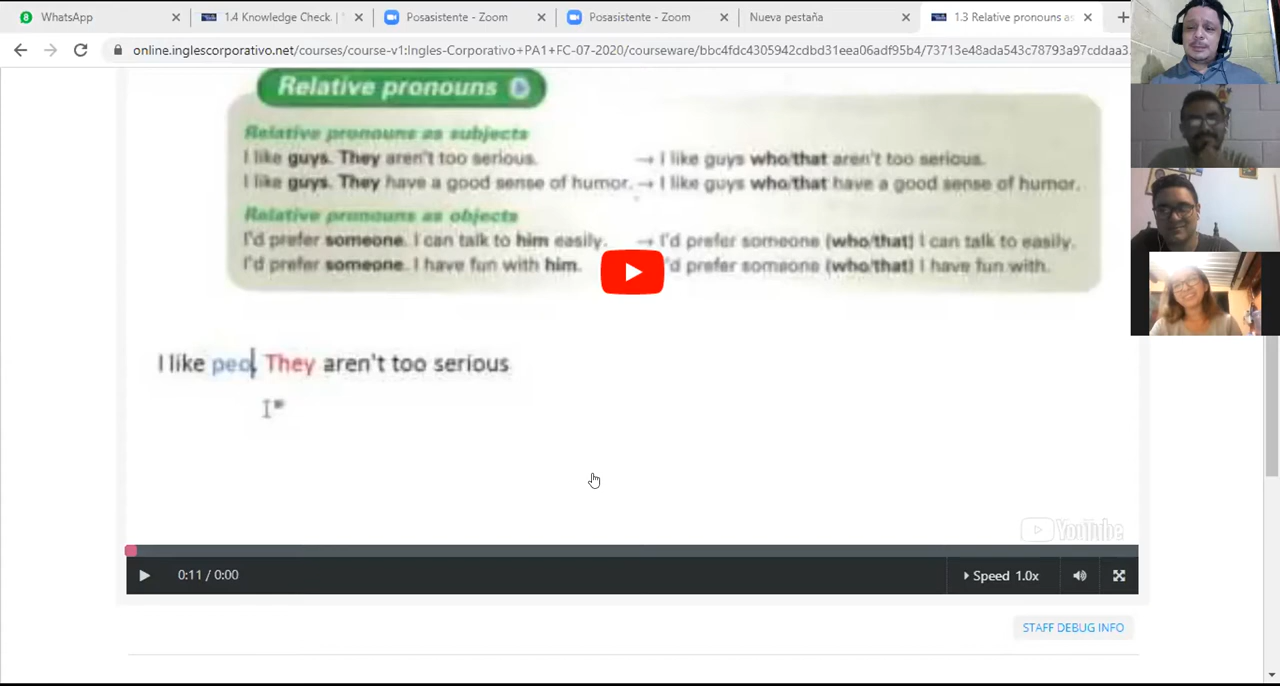 WhatsApp
1.4 Knowledge Check. |
Posasistente - Zoom
Posasistente - Zoom
Nueva pestaña
1.3 Relative pronouns as
online.inglescorporativo.net/courses/course-v1:Ingles-Corporativo+PA1+FC-07-2020/courseware/bbc4fdc4305942cdbd31eea06adf95b4/73713e48ada543c78793a97cddaa3...
Relative pronouns
Relative pronouns as subjects
I like guys. They aren't too serious. → I like guys who/that aren't too serious.
I like guys. They have a good sense of humor. → I like guys who/that have a good sense of humor.
Relative pronouns as objects
I'd prefer someone. I can talk to him easily. → I'd prefer someone (who/that) I can talk to easily.
I'd prefer someone. I have fun with him. 'd prefer someone (who/that) I have fun with.
I like peo. They aren't too serious
YouTube
0:11 / 0:00
Speed 1.0x
STAFF DEBUG INFO